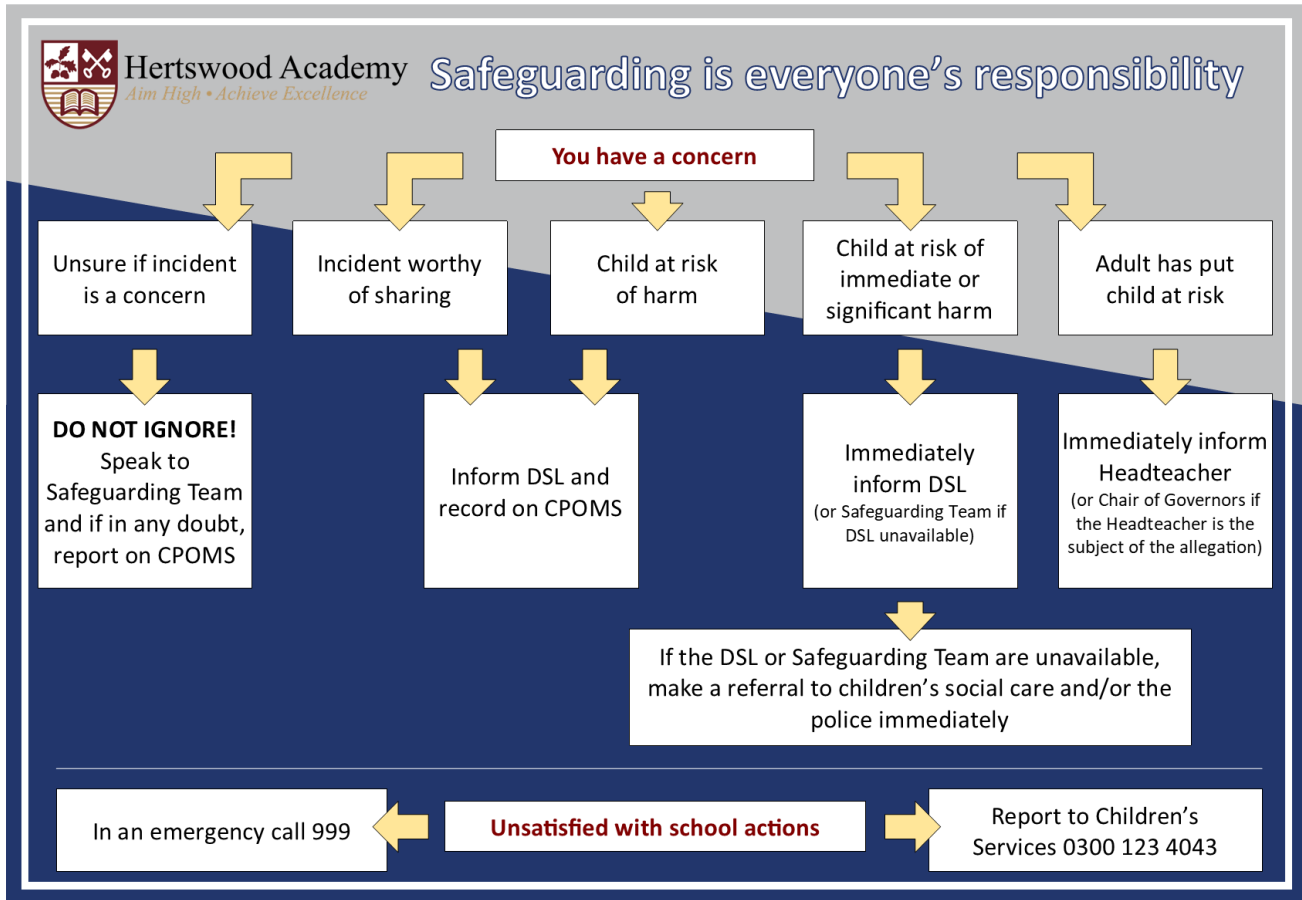 Hertswood Academy
Aim High • Achieve Excellence
Safeguarding is everyone’s responsibility
You have a concern
Unsure if incident
is a concern
Incident worthy
of sharing
Child at risk
of harm
Child at risk of
immediate or
significant harm
Adult has put
child at risk
DO NOT IGNORE!
Speak to
Safeguarding Team
and if in any doubt,
report on CPOMS
Inform DSL and
record on CPOMS
Immediately
inform DSL
(or Safeguarding Team if
DSL unavailable)
Immediately inform
Headteacher
(or Chair of Governors if
the Headteacher is the
subject of the allegation)
If the DSL or Safeguarding Team are unavailable,
make a referral to children’s social care and/or the
police immediately
In an emergency call 999
Unsatisfied with school actions
Report to Children’s
Services 0300 123 4043